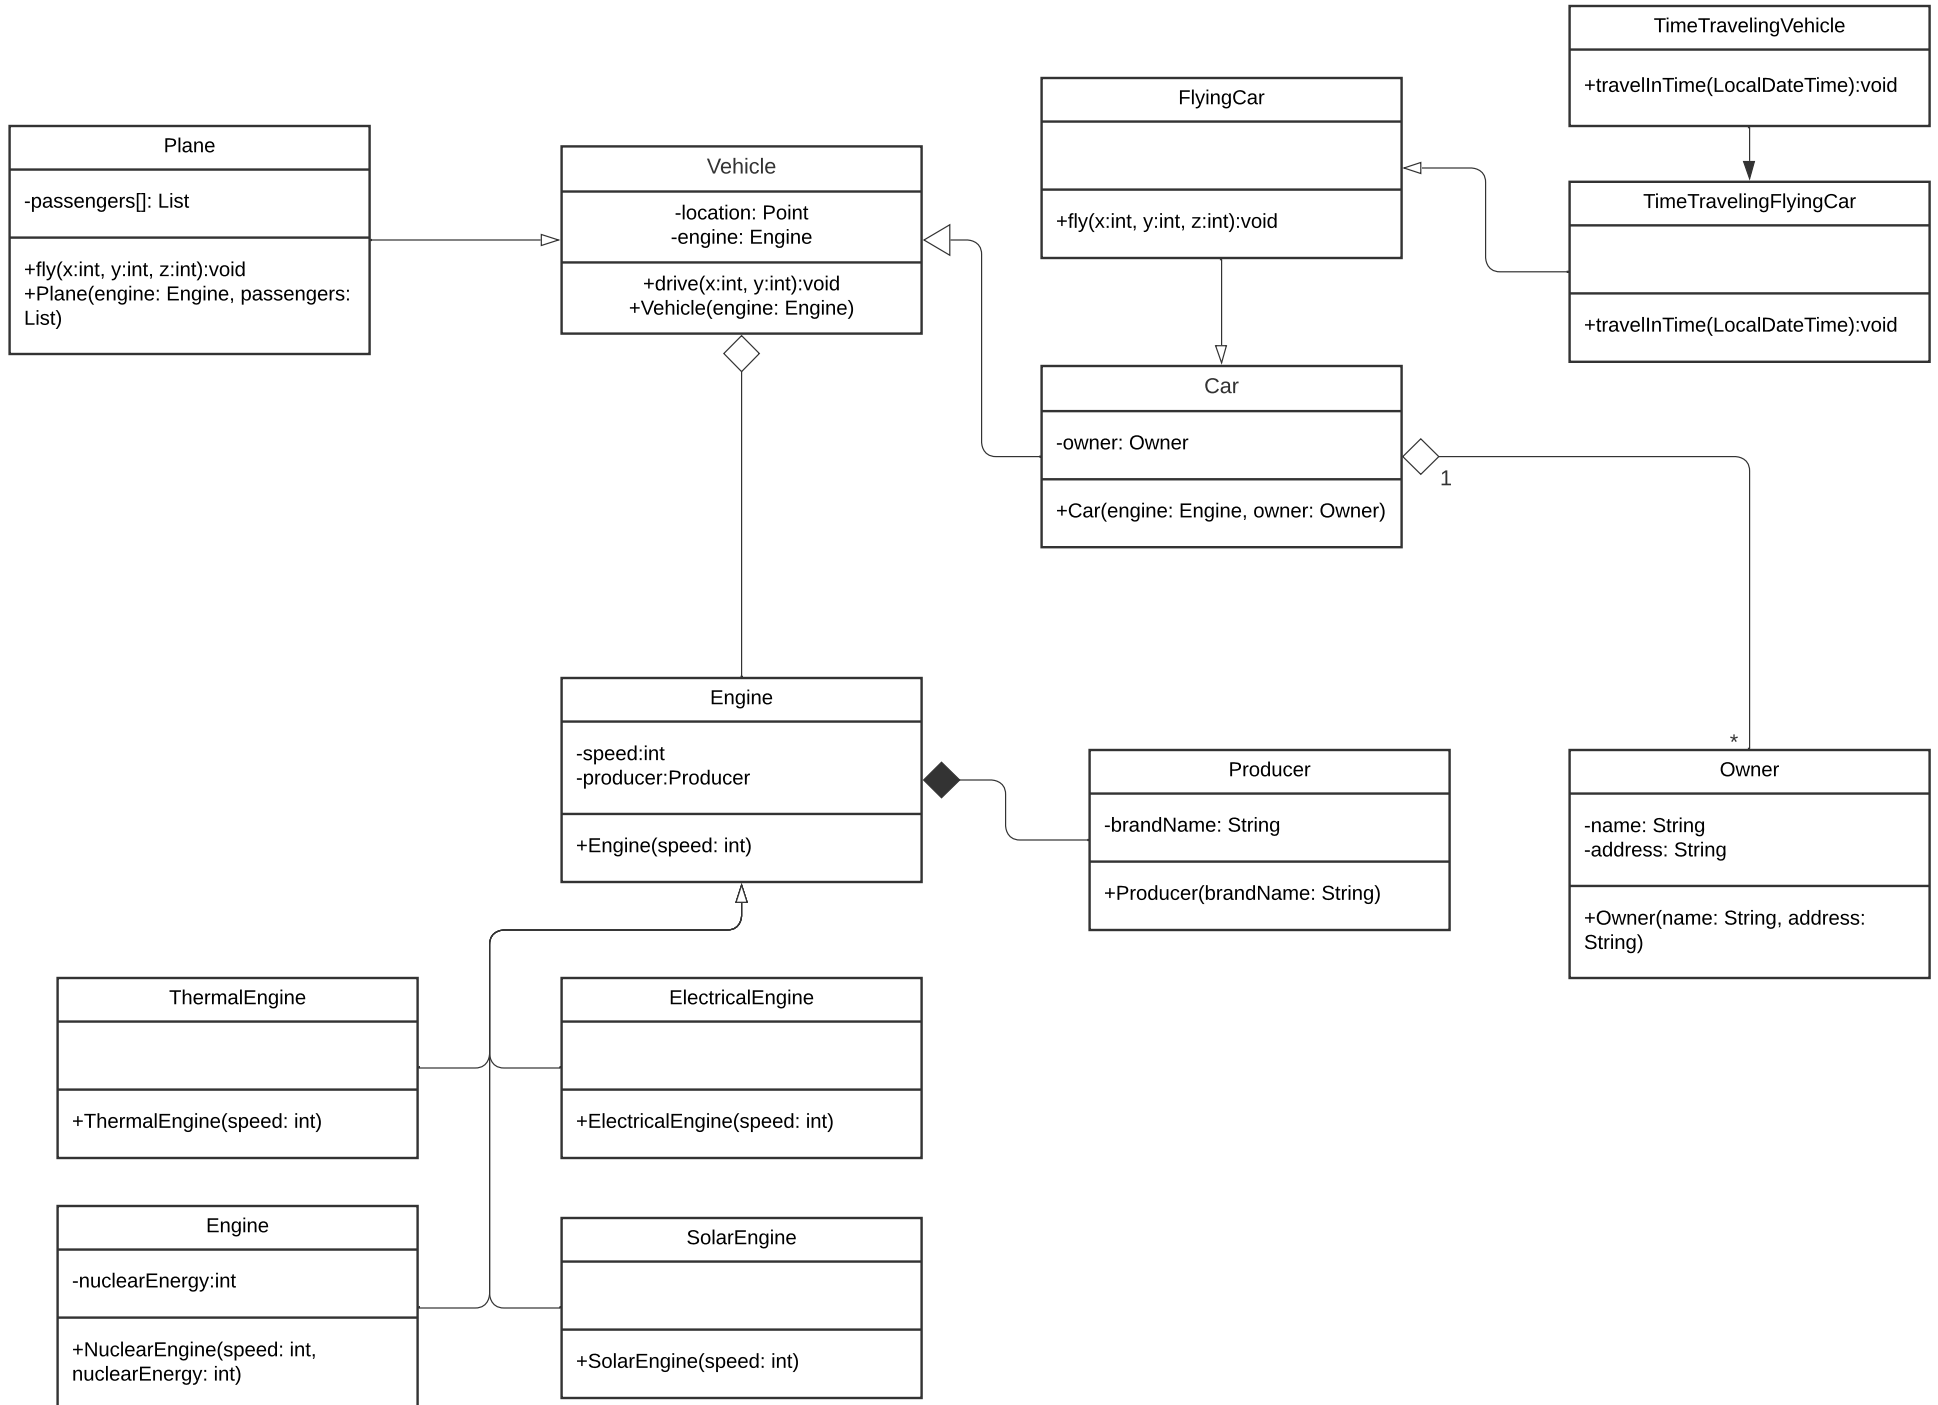 TimeTravelingVehicle
+travelInTime(LocalDateTime):void
FlyingCar
+fly(x:int, y:int, z:int):void
Plane
-passengers[]: List
+fly(x:int, y:int, z:int):void
+Plane(engine: Engine, passengers:
List)
Vehicle
-location: Point
-engine: Engine
+drive(x:int, y:int):void
+Vehicle(engine: Engine)
TimeTravelingFlyingCar
+travelInTime(LocalDateTime):void
Car
-owner: Owner
+Car(engine: Engine, owner: Owner)
1
*
Engine
-speed:int
-producer:Producer
+Engine(speed: int)
Producer
-brandName: String
+Producer(brandName: String)
Owner
-name: String
-address: String
+Owner(name: String, address:
String)
ThermalEngine
+ThermalEngine(speed: int)
ElectricalEngine
+ElectricalEngine(speed: int)
Engine
-nuclearEnergy:int
+NuclearEngine(speed: int,
nuclearEnergy: int)
SolarEngine
+SolarEngine(speed: int)